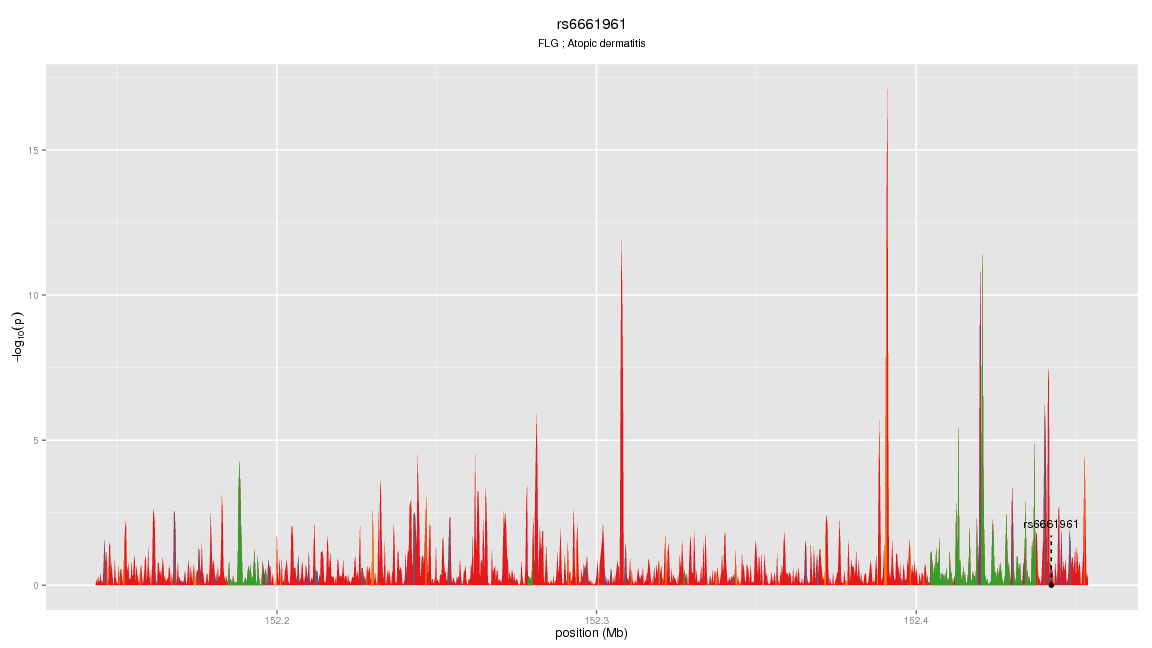 rs6661961
FLG ; Atopic dermatitis
−log10(p)
15
10
5
0
rs6661961
152.2
152.3
152.4
position (Mb)